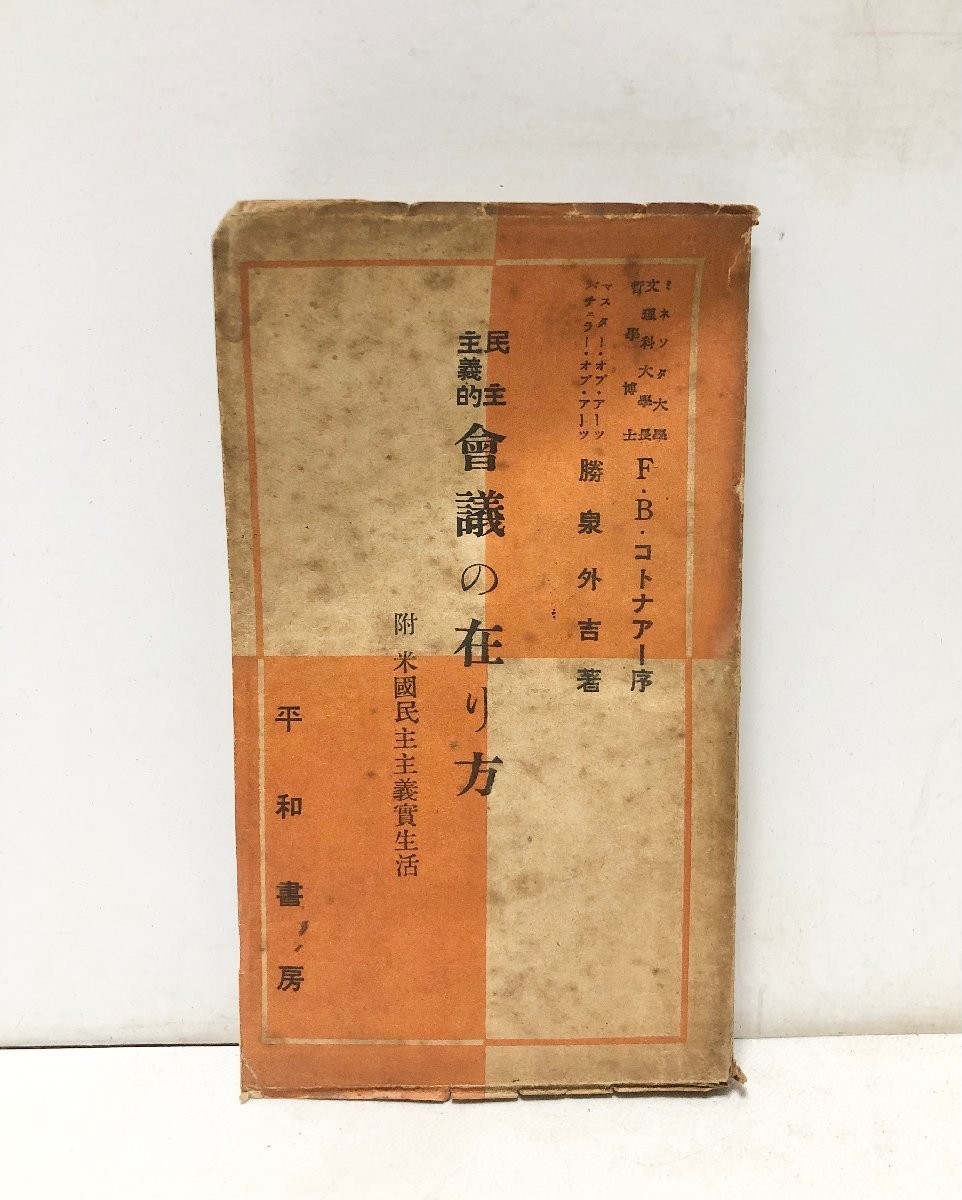 ミネソタ大學
文理科大學長
哲學博士
F・B・コトナアー序
マスター・オブ・アーツ
バチェラー・オブ・アーツ
勝泉外吉著
民主
主義的
會議の在り方
附 米國民主主義實生活
平和書房